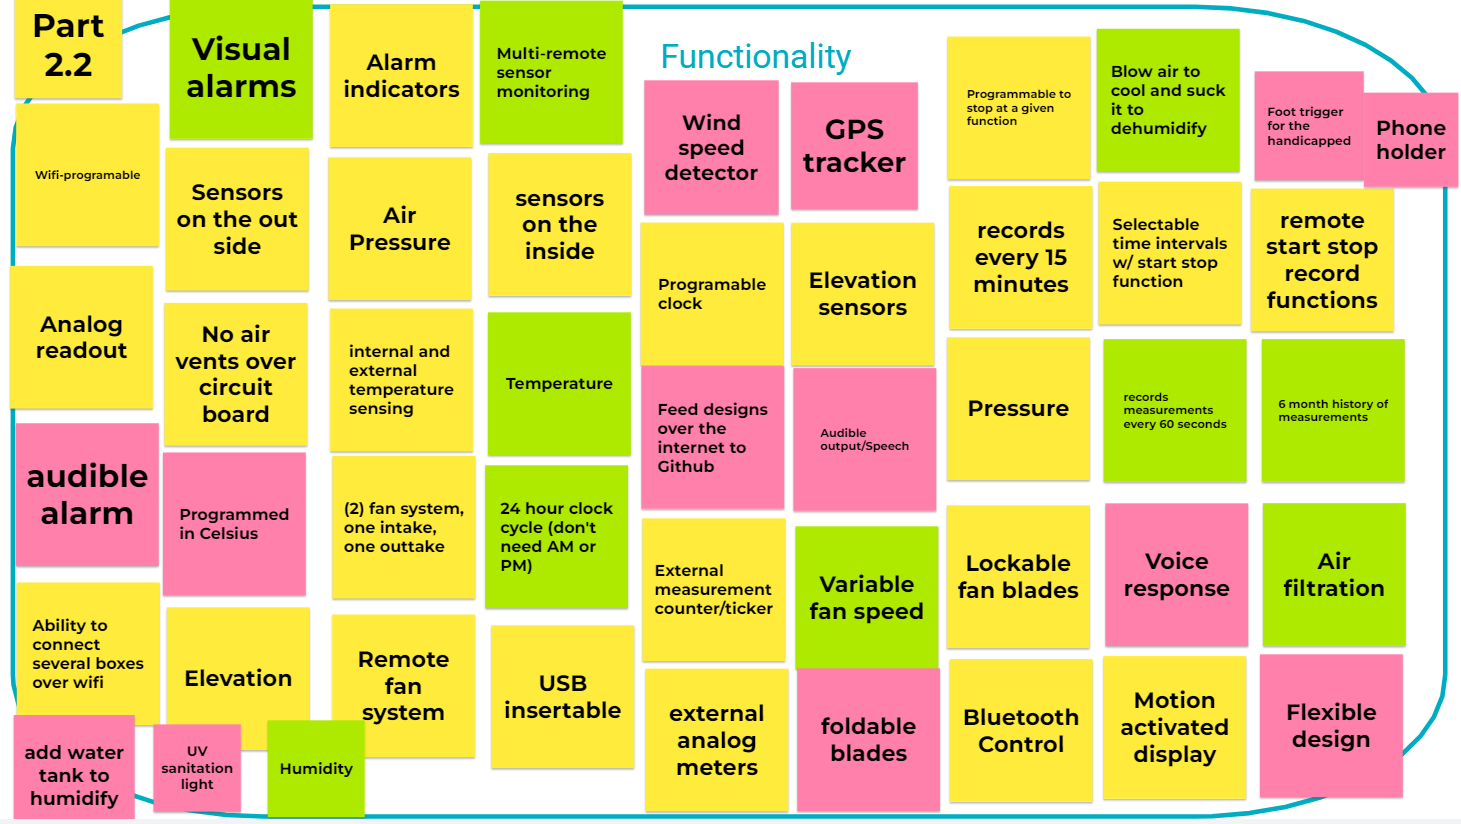 Part
2.2
Visual
alarms
Alarm
indicators
Multi-remote
sensor
monitoring
Functionality
Wind
speed
detector
GPS
tracker
Programmable to
stop at a given
function
Blow air to
cool and suck
it to
dehumidify
Foot trigger
for the
handicapped
Phone
holder
Wifi-programable
Sensors
on the out
side
Air
Pressure
sensors
on the
inside
Programable
clock
Elevation
sensors
records
every 15
minutes
Selectable
time intervals
w/ start stop
function
remote
start stop
record
functions
Analog
readout
No air
vents over
circuit
board
internal and
external
temperature
sensing
Temperature
Feed designs
over the
internet to
Github
Audible
output/Speech
Pressure
records
measurements
every 60 seconds
6 month history of
measurements
audible
alarm
Programmed
in Celsius
(2) fan system,
one intake,
one outtake
24 hour clock
cycle (don't
need AM or
PM)
External
measurement
counter/ticker
Variable
fan speed
Lockable
fan blades
Voice
response
Air
filtration
Ability to
connect
several boxes
over wifi
Elevation
Remote
fan
system
USB
insertable
external
analog
meters
foldable
blades
Bluetooth
Control
Motion
activated
display
Flexible
design
add water
tank to
humidify
UV
sanitation
light
Humidity